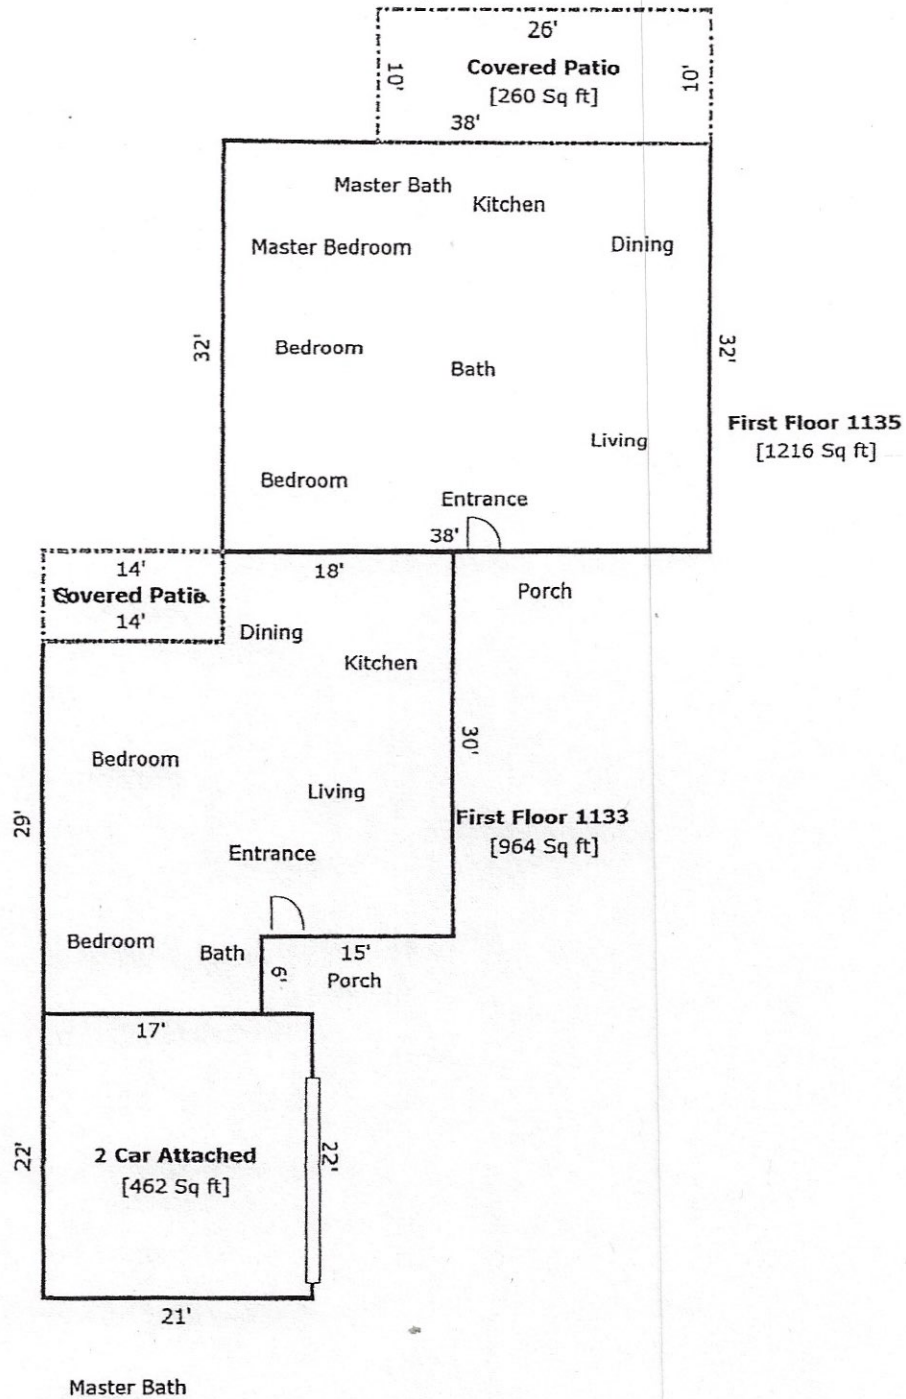 26'
10'
Covered Patio
10'
[260 Sq ft]
38'
Master Bath
Kitchen
Master Bedroom
Dining
32'
Bedroom
Bath
32'
First Floor 1135
[1216 Sq ft]
Living
Bedroom
Entrance
38'
14'
18'
Covered Patio
14'
Porch
Dining
Kitchen
30'
Bedroom
Living
29'
First Floor 1133
[964 Sq ft]
Entrance
Bedroom
Bath
15'
6'
Porch
17'
22'
2 Car Attached
22'
[462 Sq ft]
21'
Master Bath